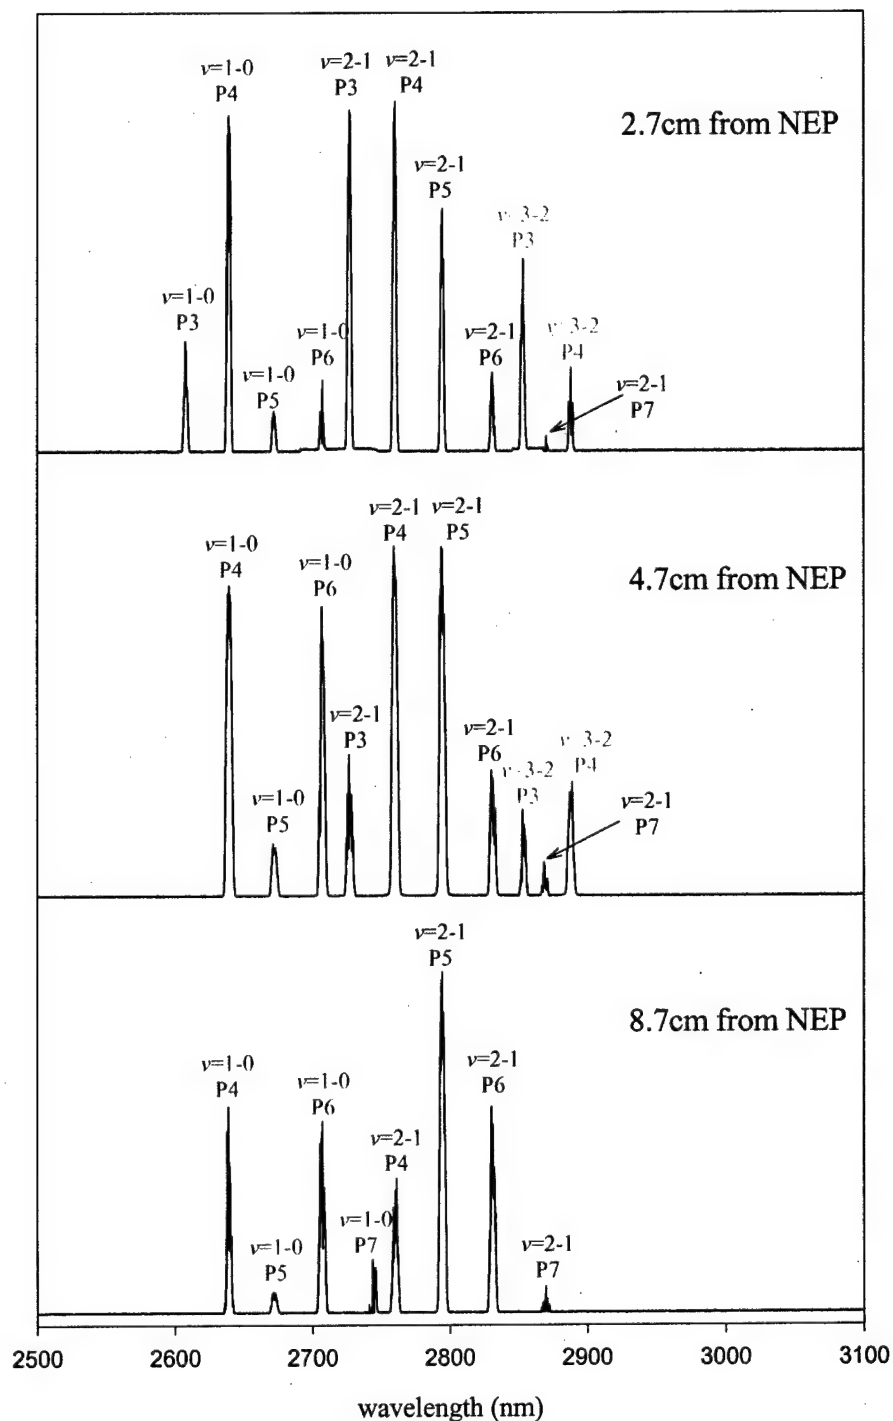 v=1-0
P4
v=2-1
P3
v=2-1
P4
2.7cm from NEP
v=2-1
P5
v=3-2
P3
v=1-0
P3
v=1-0
P5
v=1-0
P6
v=2-1
P6
v=3-2
P4
v=2-1
P7
v=1-0
P4
v=1-0
P6
v=2-1
P4
v=2-1
P5
4.7cm from NEP
v=1-0
P5
v=2-1
P3
v=2-1
P6
v=3-2
P3
v=3-2
P4
v=2-1
P7
v=2-1
P5
8.7cm from NEP
v=1-0
P4
v=1-0
P5
v=1-0
P6
v=1-0
P7
v=2-1
P4
v=2-1
P6
v=2-1
P7
2500 2600 2700 2800 2900 3000 3100
wavelength (nm)